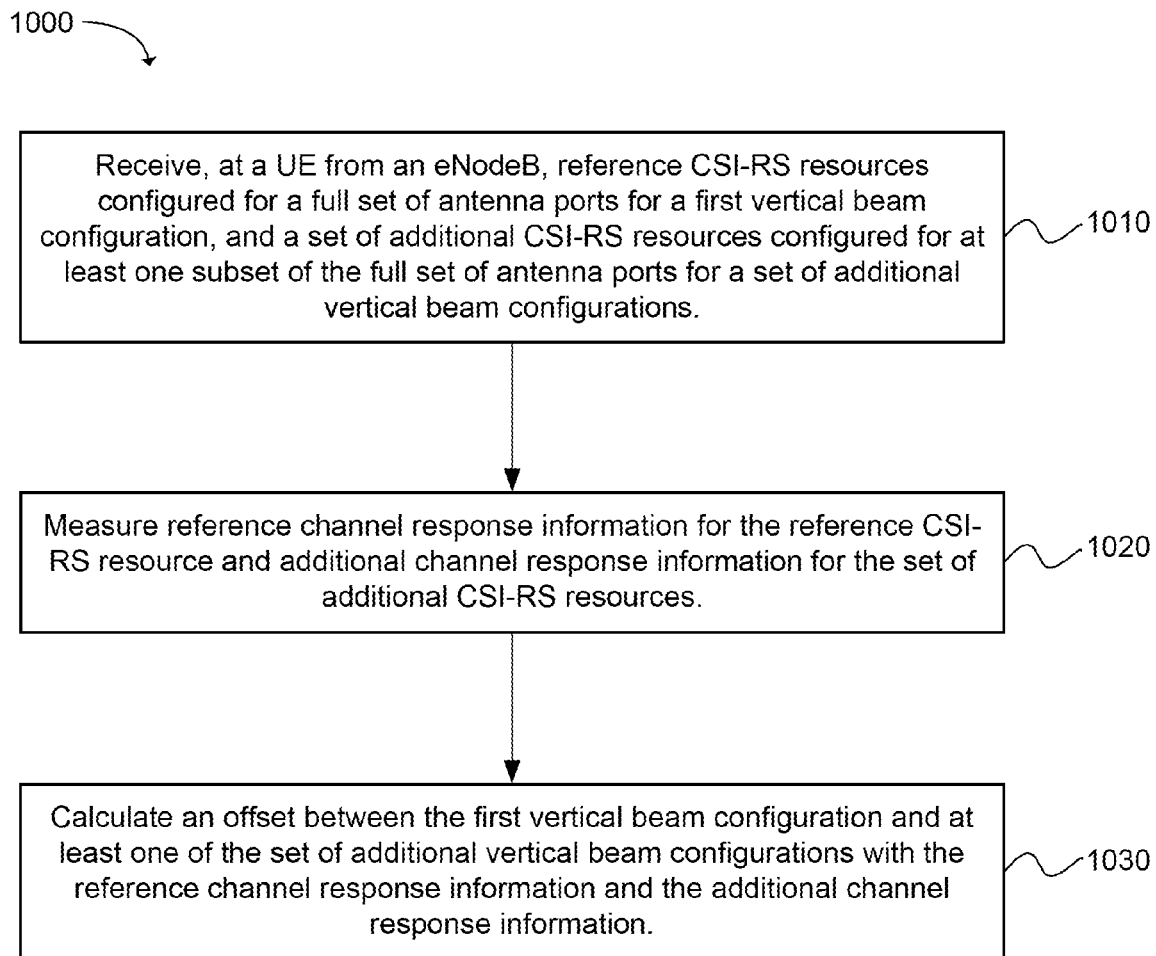 1000
Receive, at a UE from an eNodeB, reference CSI-RS resources
configured for a full set of antenna ports for a first vertical beam
configuration, and a set of additional CSI-RS resources configured for at
least one subset of the full set of antenna ports for a set of additional
vertical beam configurations.
1010
Measure reference channel response information for the reference CSI-
RS resource and additional channel response information for the set of
additional CSI-RS resources.
1020
Calculate an offset between the first vertical beam configuration and at
least one of the set of additional vertical beam configurations with the
reference channel response information and the additional channel
response information.
1030